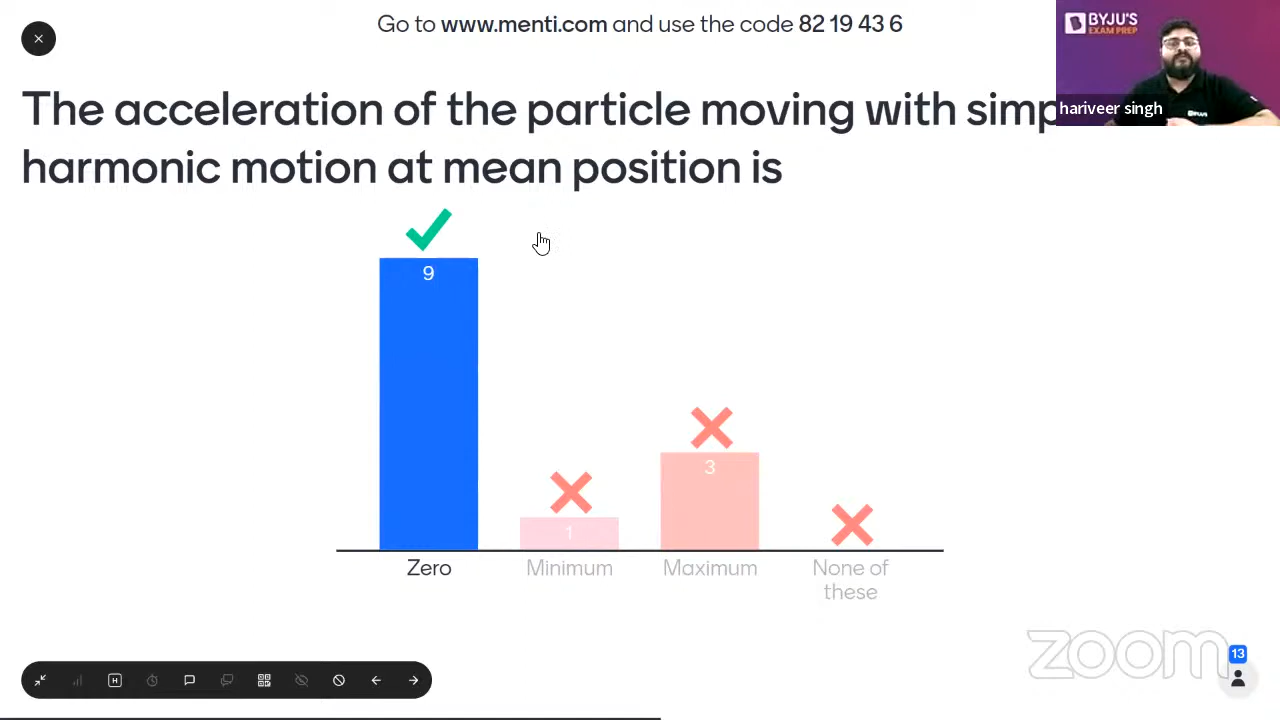 Go to www.menti.com and use the code 82 19 43 6
BYJU'S
EXAM PREP
hariveer singh
The acceleration of the particle moving with simp
harmonic motion at mean position is
9
1
3
Zero
Minimum
Maximum
None of
these
H
zoom
13